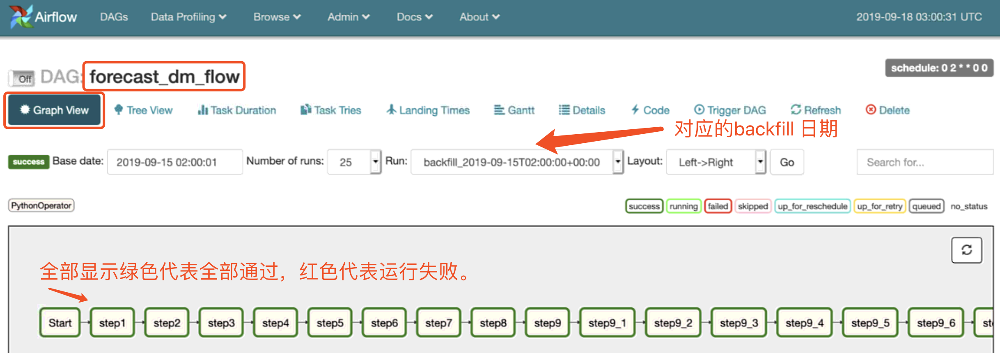 Airflow DAGs Data Profiling Browse Admin Docs About 2019-09-18 03:00:31 UTC
schedule: 0 2 * * 0 0
Off DAG: forecast_dm_flow
Graph View Tree View Task Duration Task Tries Landing Times Gantt Details Code Trigger DAG Refresh Delete
对应的backfill 日期
success Base date: 2019-09-15 02:00:01 Number of runs: 25 Run: backfill_2019-09-15T02:00:00+00:00 Layout: Left->Right Go Search for...
PythonOperator success running failed skipped up_for_reschedule up_for_retry queued no_status
全部显示绿色代表全部通过，红色代表运行失败。
Start step1 step2 step3 step4 step5 step6 step7 step8 step9 step9_1 step9_2 step9_3 step9_4 step9_5 step9_6